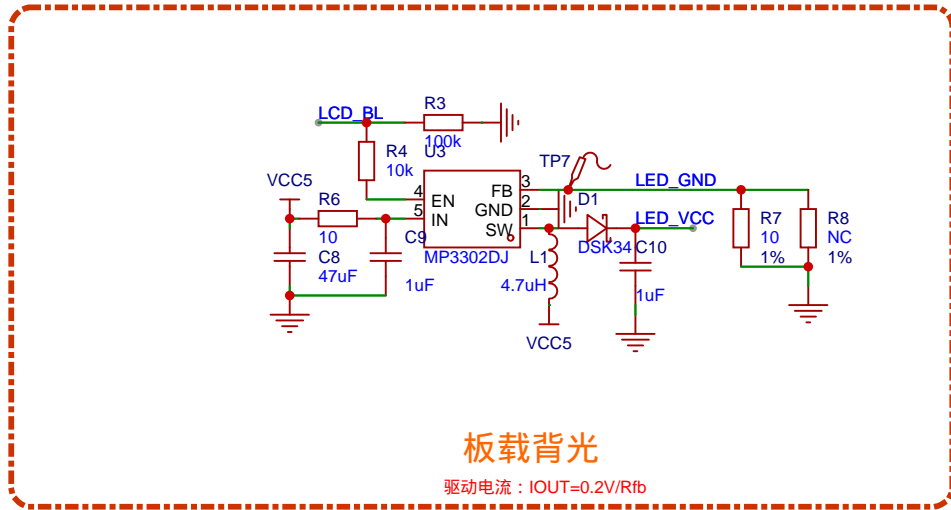 LCD_BL
R3
100k
R4
10k
U3
TP7
VCC5
R6
10
C8
47uF
C9
1uF
4
EN
5
IN
FB
3
GND
2
SW
1
MP3302DJ
LED_GND
D1
LED_VCC
DSK34
C10
1uF
L1
4.7uH
VCC5
R7
10
1%
R8
NC
1%
板载背光
驱动电流：IOUT=0.2V/Rfb